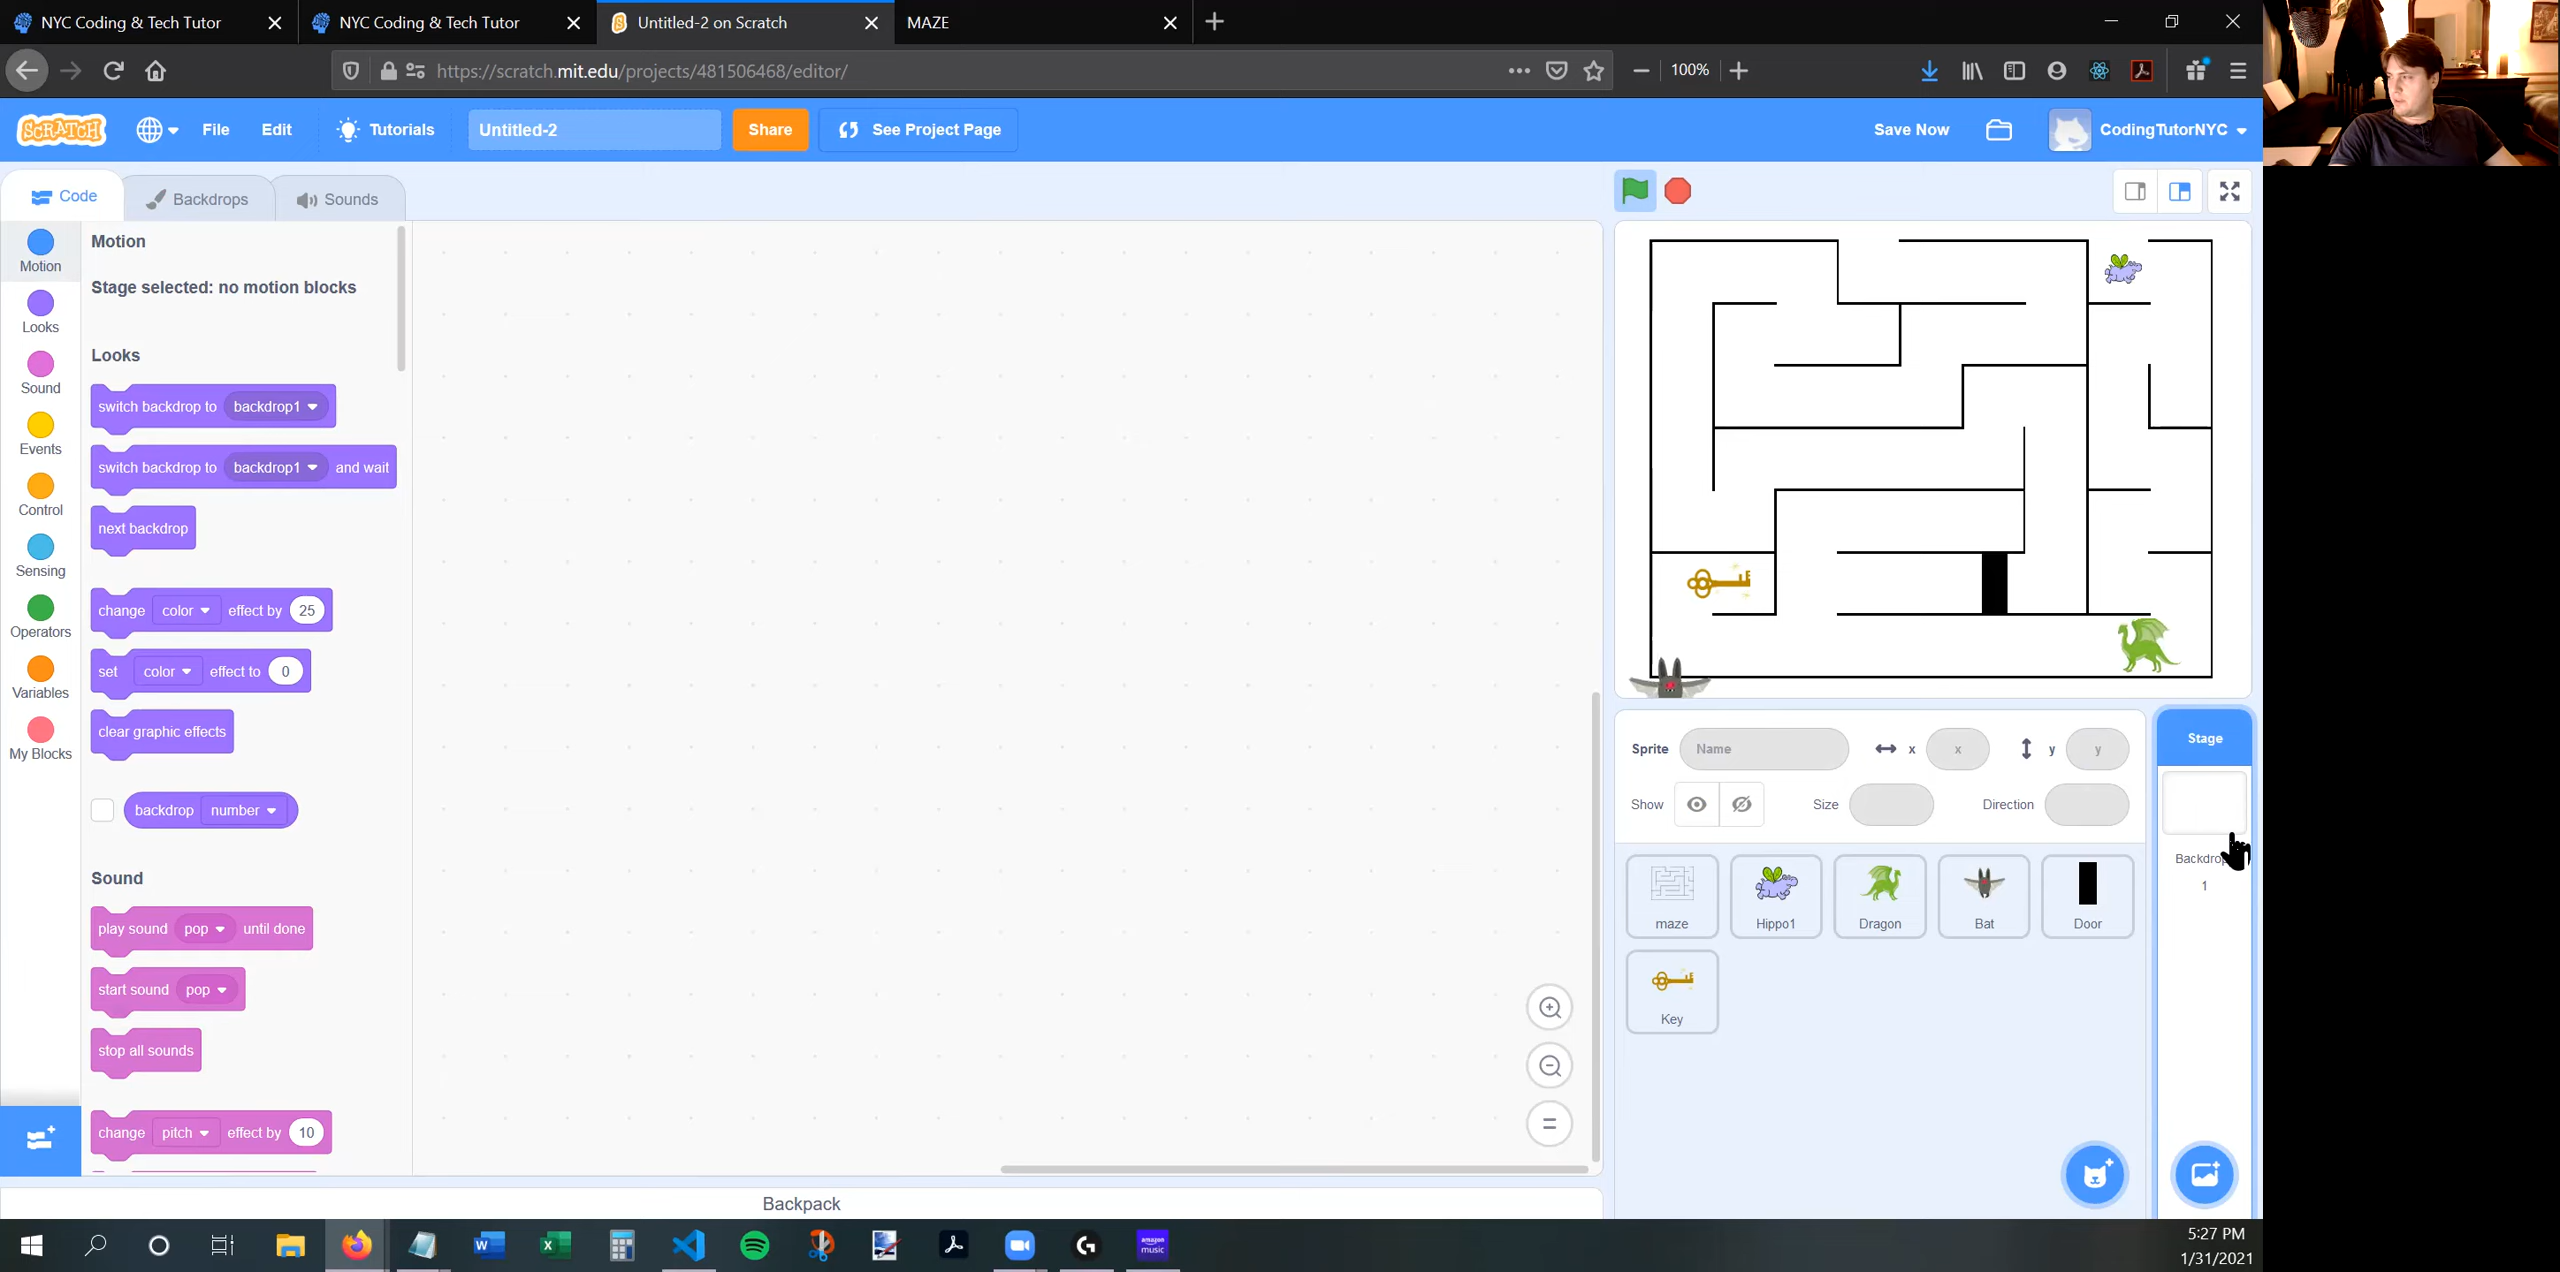 NYC Coding & Tech Tutor
NYC Coding & Tech Tutor
Untitled-2 on Scratch
MAZE
https://scratch.mit.edu/projects/481506468/editor/
100%
SCRATCH
File
Edit
Tutorials
Untitled-2
Share
See Project Page
Save Now
CodingTutorNYC
Code
Backdrops
Sounds
Motion
Looks
Sound
Events
Control
Sensing
Operators
Variables
My Blocks
Motion
Stage selected: no motion blocks
Looks
switch backdrop to backdrop1
switch backdrop to backdrop1 and wait
next backdrop
change color effect by 25
set color effect to 0
clear graphic effects
backdrop number
Sound
play sound pop until done
start sound pop
stop all sounds
change pitch effect by 10
Backpack
Sprite Name x x y y
Show Size Direction
maze
Hippo1
Dragon
Bat
Door
Key
Stage
1
amazon music
5:27 PM
1/31/2021